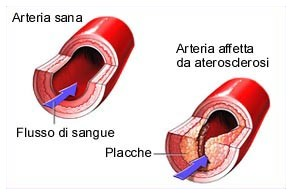 Arteria sana
Arteria affetta
da aterosclerosi
Flusso di sangue
Placche